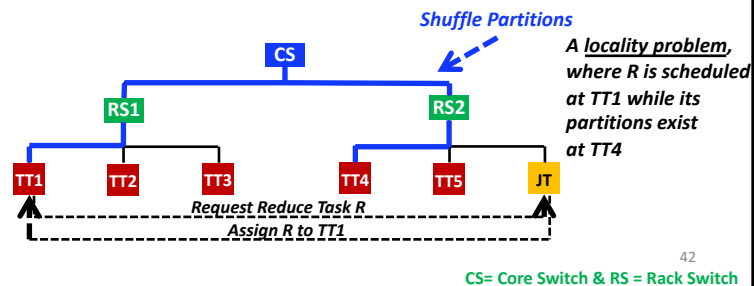 Shuffle Partitions
CS
A locality problem,
where R is scheduled
at TT1 while its
partitions exist
at TT4
RS1
RS2
TT1
TT2
TT3
TT4
TT5
JT
Request Reduce Task R
Assign R to TT1
42
CS= Core Switch & RS = Rack Switch